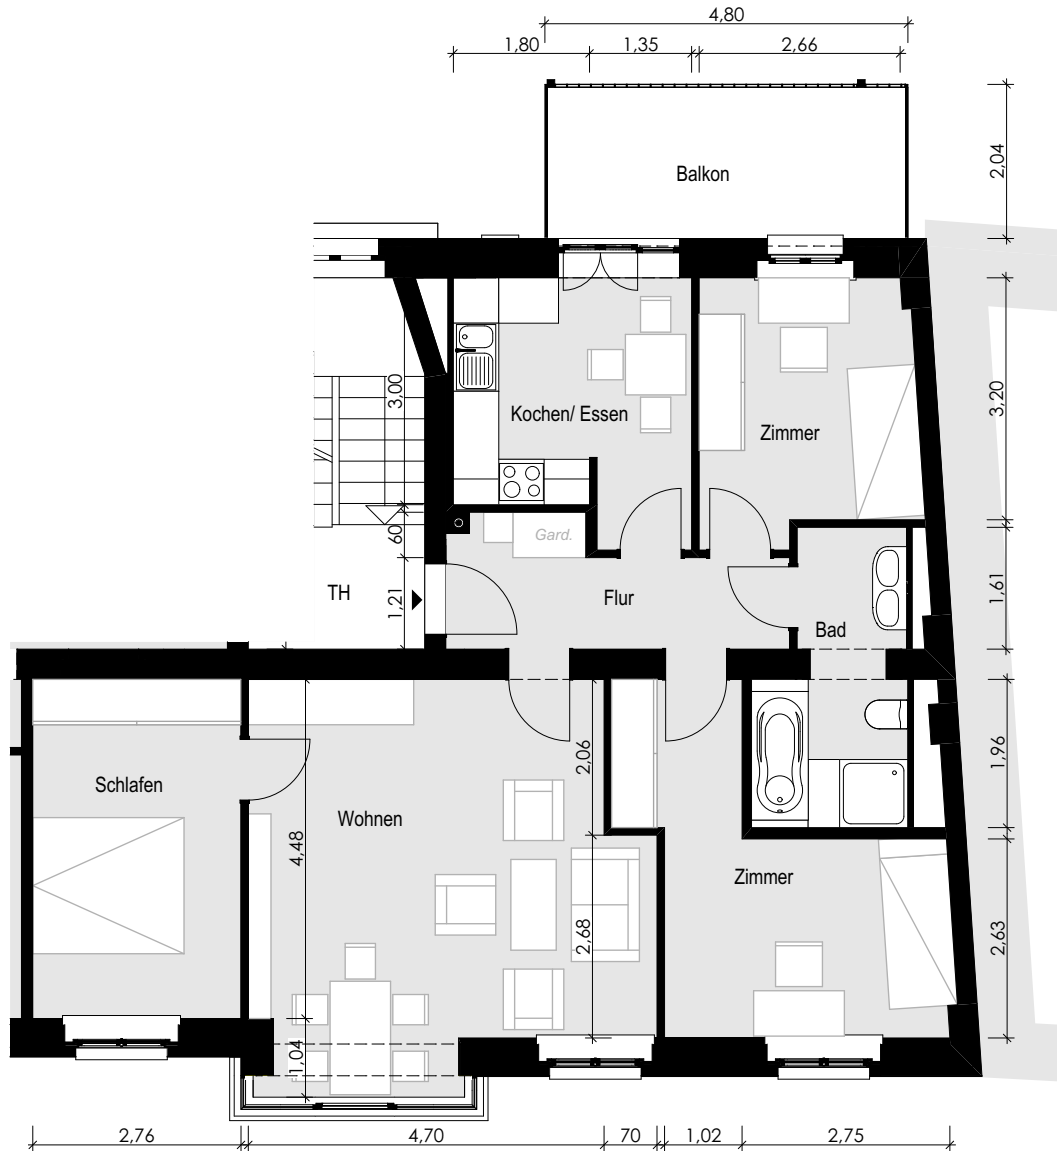 4,80
1,80
1,35
2,66
Balkon
2,04
3,00
Kochen/ Essen
Zimmer
3,20
60
Gard.
TH
1,21
Flur
Bad
1,61
Schlafen
Wohnen
2,06
1,96
4,48
Zimmer
2,68
2,63
1,04
2,76
4,70
70
1,02
2,75